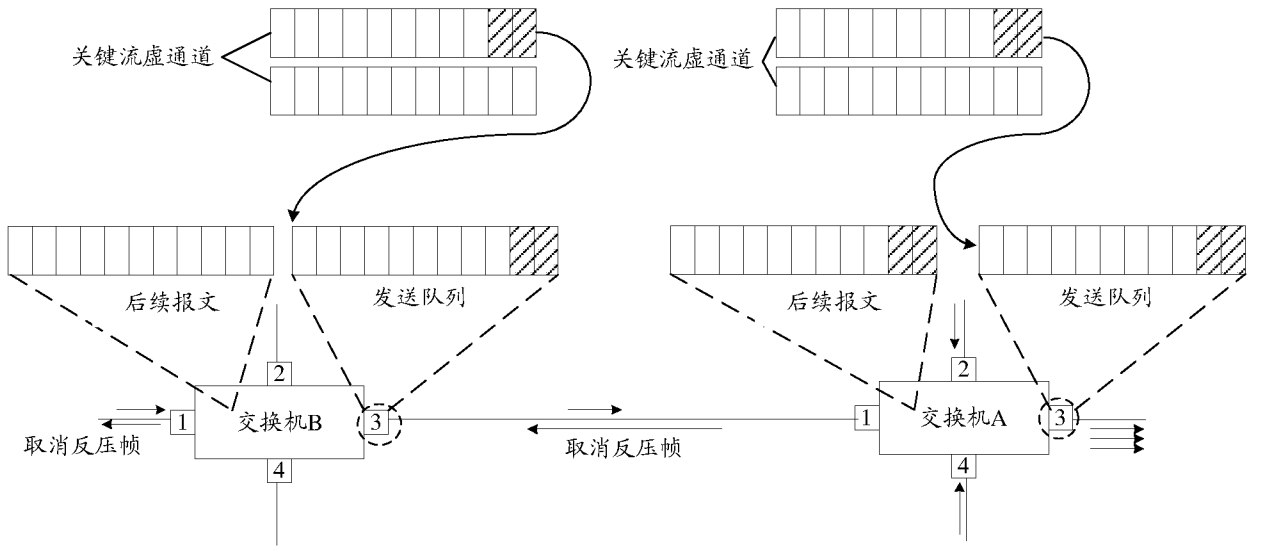 关键流虚通道
关键流虚通道
后续报文
发送队列
后续报文
发送队列
2
2
1
交换机B
3
1
交换机A
3
取消反压帧
取消反压帧
4
4